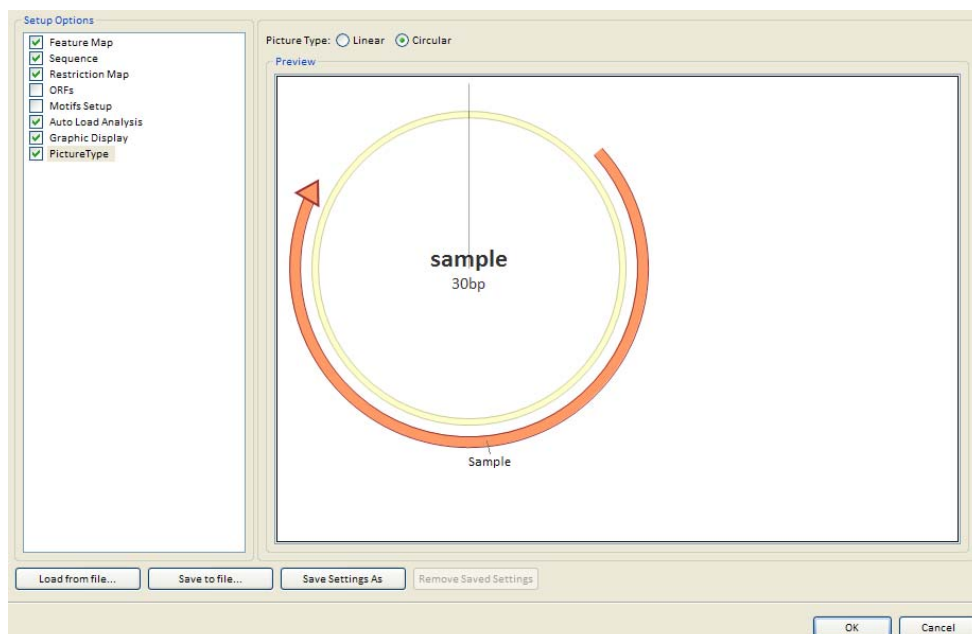 Setup Options
Feature Map
Sequence
Restriction Map
ORFs
Motifs Setup
Auto Load Analysis
Graphic Display
PictureType
Picture Type: Linear Circular
Preview
sample
30bp
Sample
Load from file... Save to file... Save Settings As Remove Saved Settings
OK Cancel